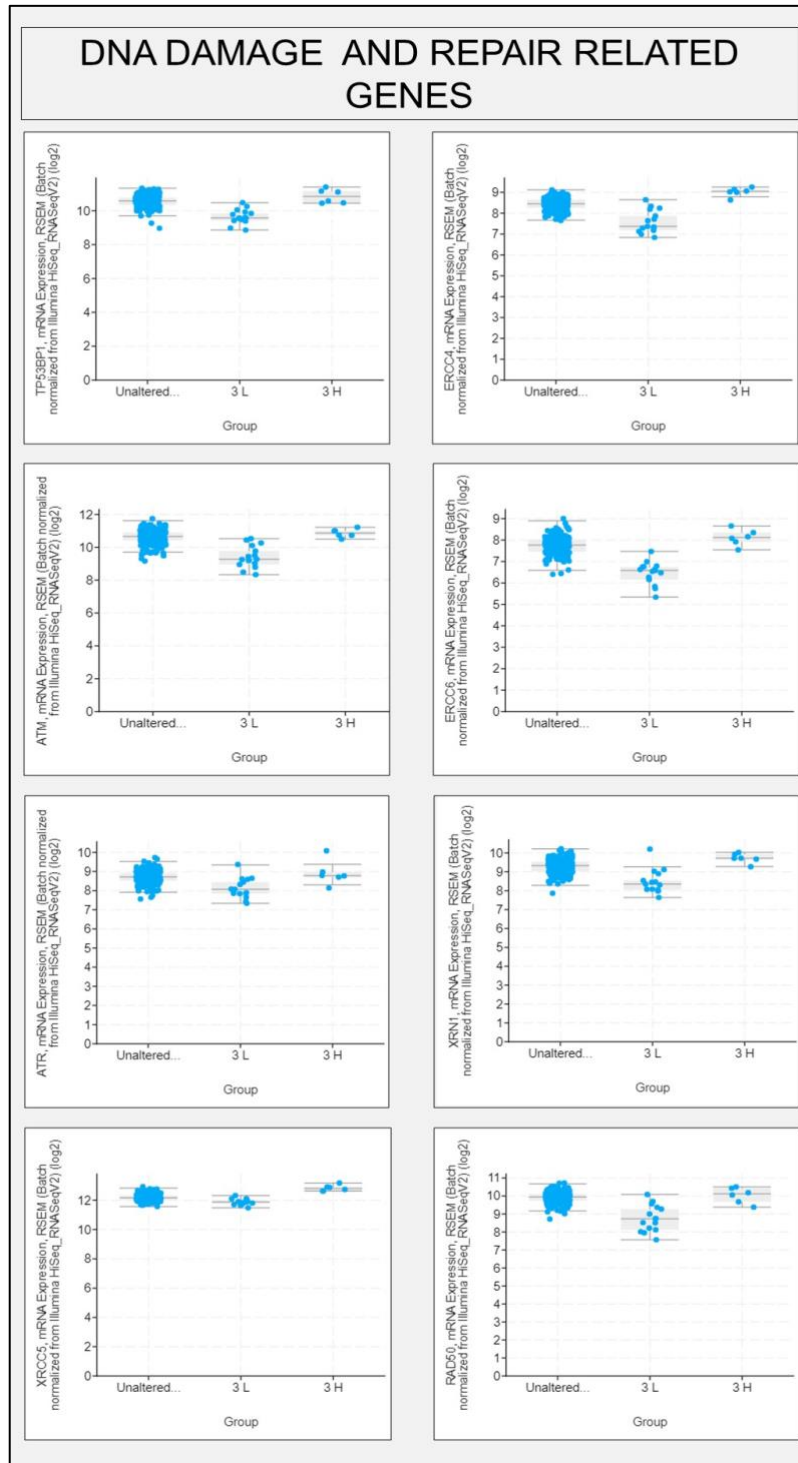 DNA DAMAGE  AND REPAIR RELATED
GENES
TP53BP1, mRNA Expression, RSEM (Batch
normalized from Illumina HiSeq_RNASeqV2) (log2)
10
8
6
4
2
0
Unaltered...
3 L
3 H
Group
ERCC4, mRNA Expression, RSEM (Batch
normalized from Illumina HiSeq_RNASeqV2) (log2)
9
8
7
6
5
4
3
2
1
0
Unaltered...
3 L
3 H
Group
ATM, mRNA Expression, RSEM (Batch normalized
from Illumina HiSeq_RNASeqV2) (log2)
12
10
8
6
4
2
0
Unaltered...
3 L
3 H
Group
ERCC6, mRNA Expression, RSEM (Batch
normalized from Illumina HiSeq_RNASeqV2) (log2)
9
8
7
6
5
4
3
2
1
0
Unaltered...
3 L
3 H
Group
ATR, mRNA Expression, RSEM (Batch normalized
from Illumina HiSeq_RNASeqV2) (log2)
10
9
8
7
6
5
4
3
2
1
0
Unaltered...
3 L
3 H
Group
XRN1, mRNA Expression, RSEM (Batch
normalized from Illumina HiSeq_RNASeqV2) (log2)
10
9
8
7
6
5
4
3
2
1
0
Unaltered...
3 L
3 H
Group
XRCC5, mRNA Expression, RSEM (Batch
normalized from Illumina HiSeq_RNASeqV2) (log2)
12
10
8
6
4
2
0
Unaltered...
3 L
3 H
Group
RAD50, mRNA Expression, RSEM (Batch
normalized from Illumina HiSeq_RNASeqV2) (log2)
11
10
9
8
7
6
5
4
3
2
1
0
Unaltered...
3 L
3 H
Group